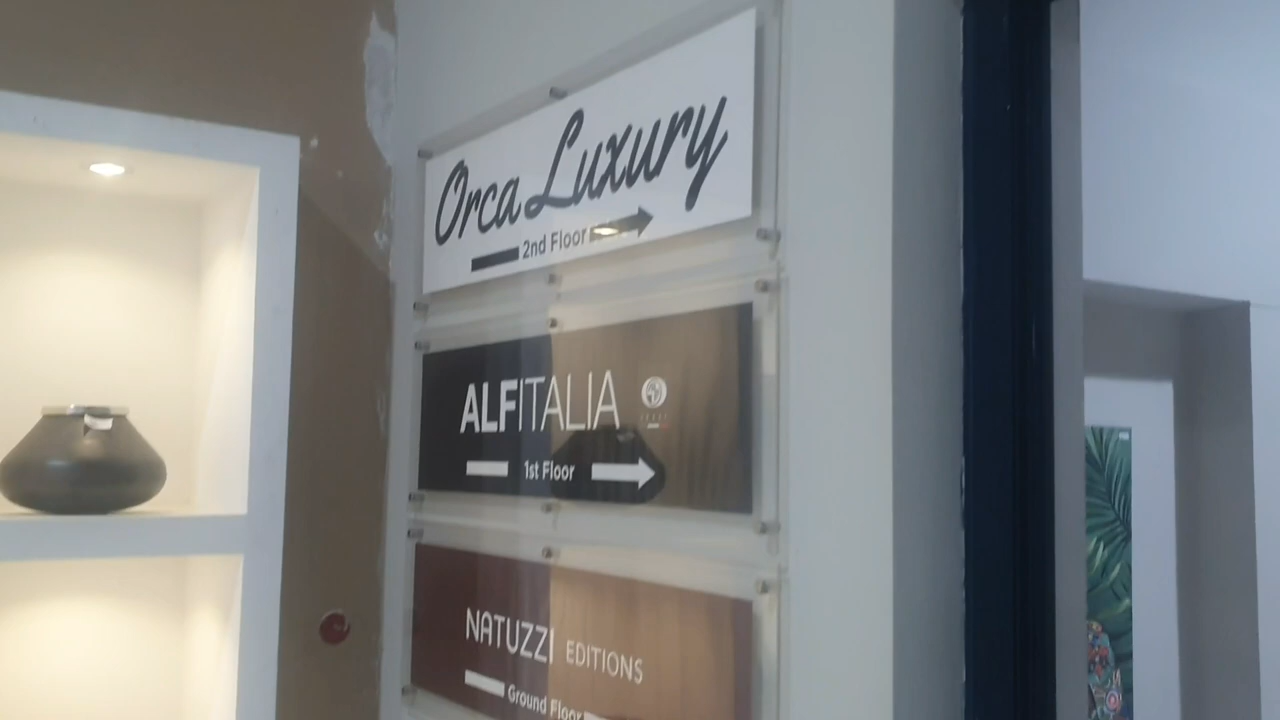 Orca Luxury
2nd Floor
ALFITALIA
1st Floor
NATUZZI EDITIONS
Ground Floor